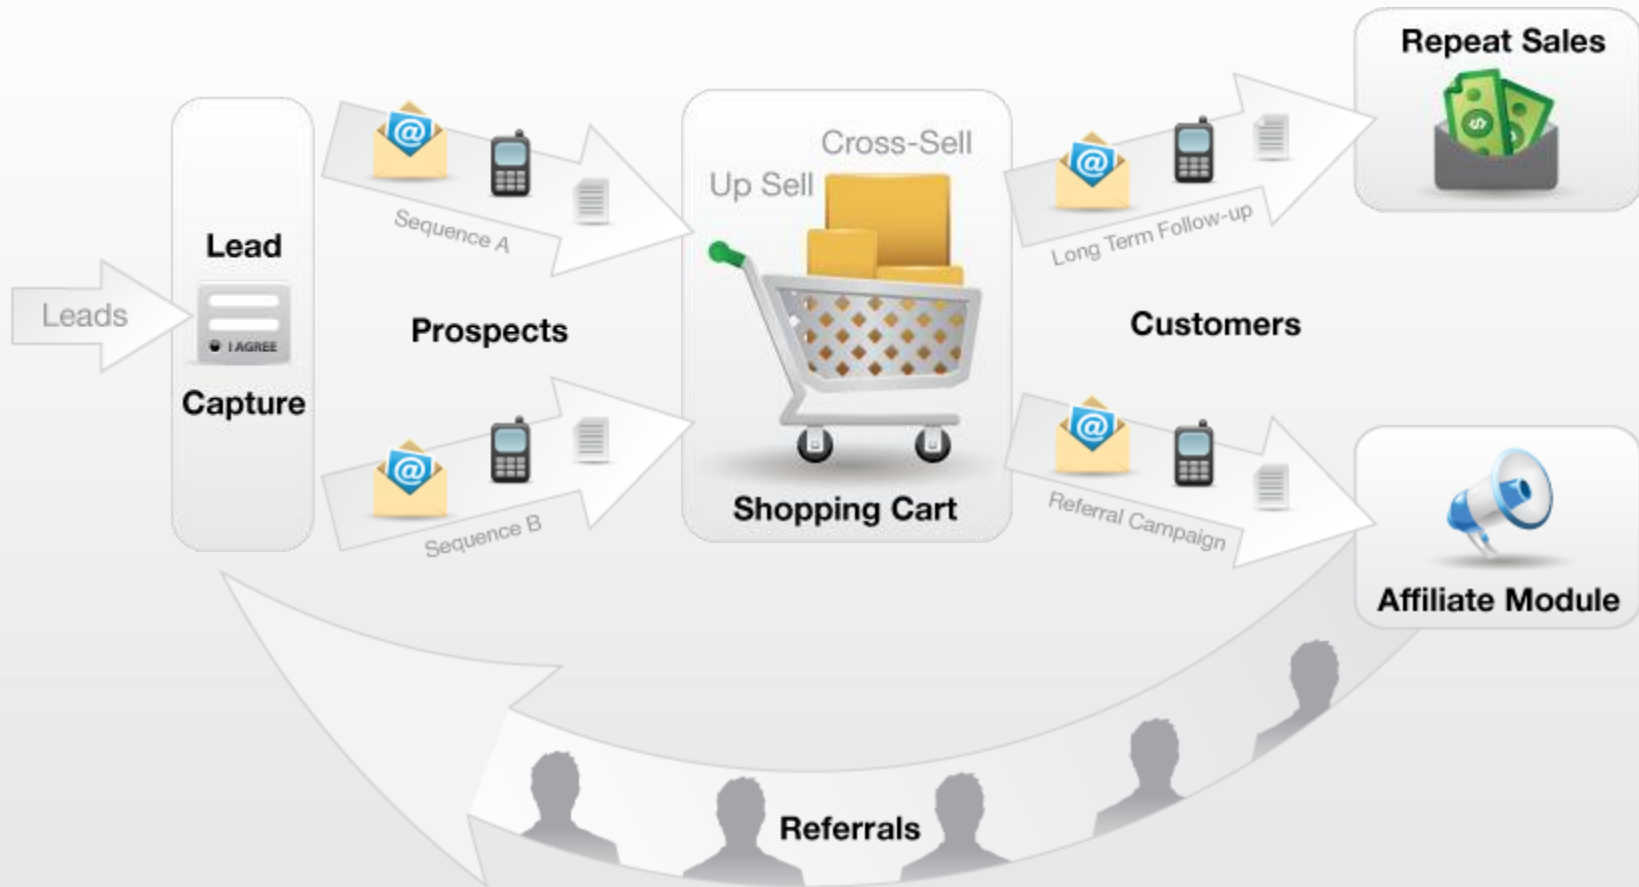 Repeat Sales
Cross-Sell
Up Sell
Sequence A
Long Term Follow-up
Lead
Leads
I AGREE
Prospects
Customers
Capture
Sequence B
Shopping Cart
Referral Campaign
Affiliate Module
Referrals